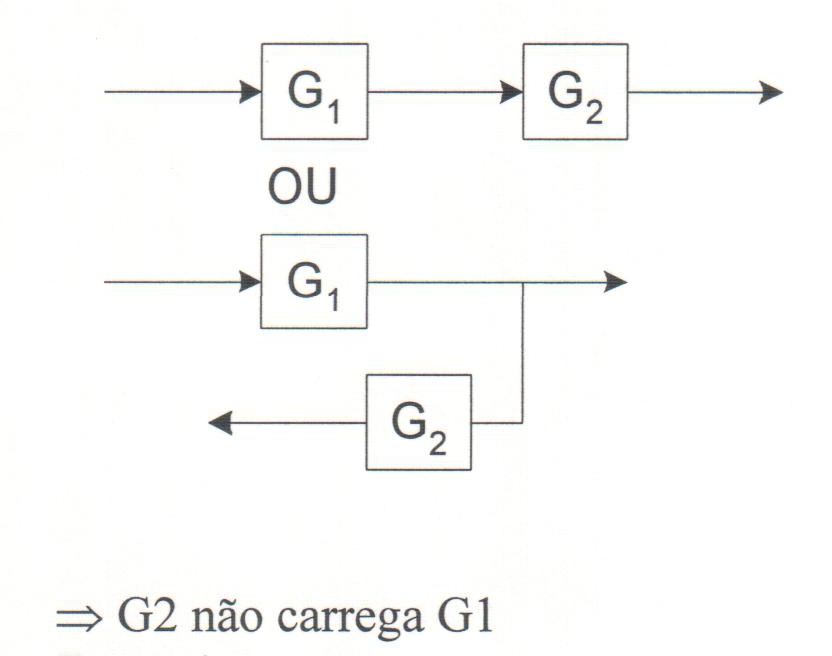 G₁ G₂
OU
G₁
G₂
⇒ G2 não carrega G1